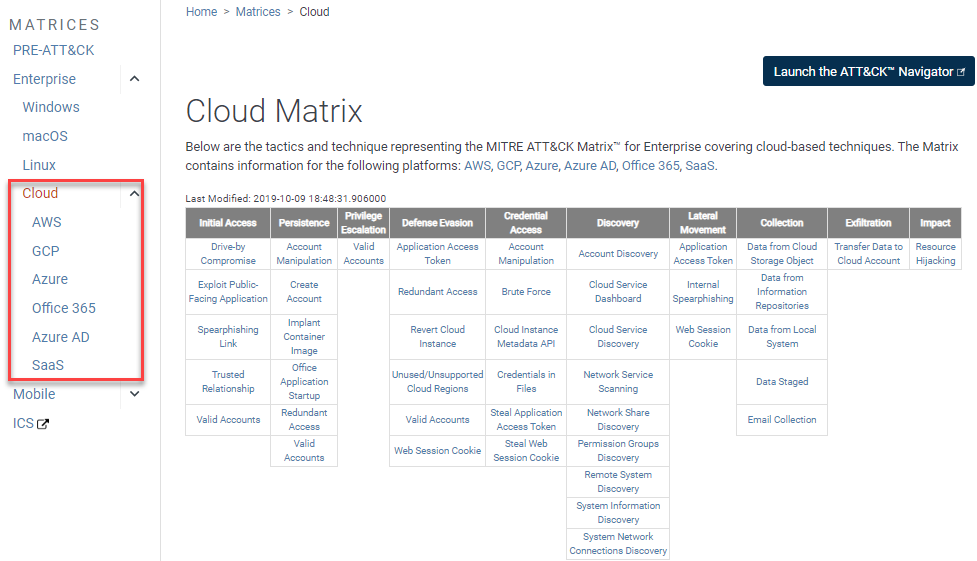 MATRICES
PRE-ATT&CK
Enterprise
Windows
macOS
Linux
Cloud
AWS
GCP
Azure
Office 365
Azure AD
SaaS
Mobile
ICS
Home > Matrices > Cloud
Launch the ATT&CK™ Navigator
Cloud Matrix
Below are the tactics and technique representing the MITRE ATT&CK Matrix™ for Enterprise covering cloud-based techniques. The Matrix
contains information for the following platforms: AWS, GCP, Azure, Azure AD, Office 365, SaaS.
Last Modified: 2019-10-09 18:48:31.906000
Initial Access
Persistence
Privilege
Escalation
Defense Evasion
Credential
Access
Discovery
Lateral
Movement
Collection
Exfiltration
Impact
Drive-by
Compromise
Account
Manipulation
Valid
Accounts
Application Access
Token
Account
Manipulation
Account Discovery
Application
Access Token
Data from Cloud
Storage Object
Transfer Data to
Cloud Account
Resource
Hijacking
Exploit Public-
Facing Application
Create
Account
Redundant Access
Brute Force
Cloud Service
Dashboard
Internal
Spearphishing
Data from
Information
Repositories
Spearphishing
Link
Implant
Container
Image
Revert Cloud
Instance
Cloud Instance
Metadata API
Cloud Service
Discovery
Web Session
Cookie
Data from Local
System
Trusted
Relationship
Office
Application
Startup
Unused/Unsupported
Cloud Regions
Credentials in
Files
Network Service
Scanning
Data Staged
Valid Accounts
Redundant
Access
Valid Accounts
Steal Application
Access Token
Network Share
Discovery
Email Collection
Valid
Accounts
Web Session Cookie
Steal Web
Session Cookie
Permission Groups
Discovery
Remote System
Discovery
System Information
Discovery
System Network
Connections Discovery